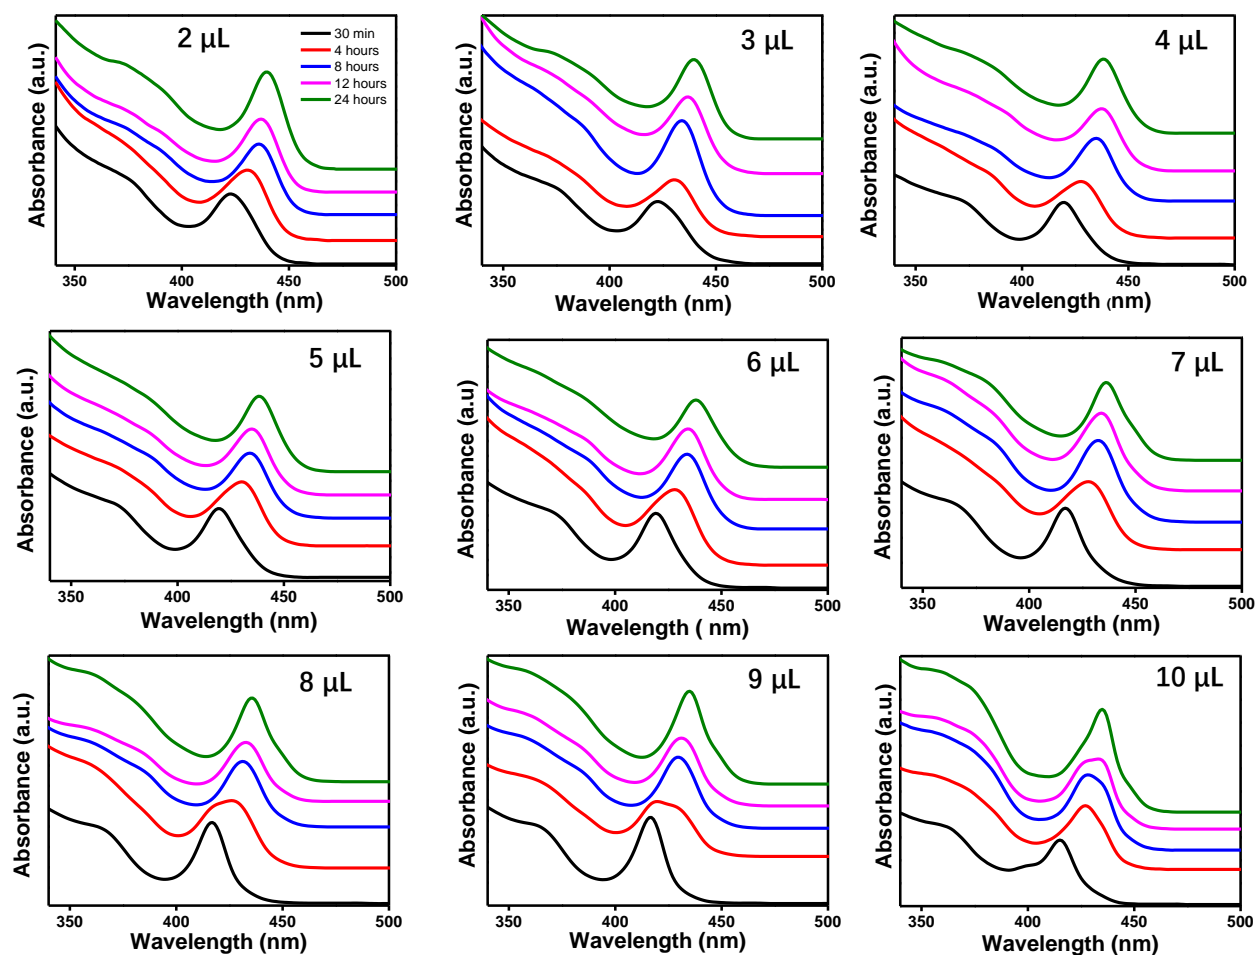 2 μL
30 min
4 hours
8 hours
12 hours
24 hours
Absorbance (a.u.)
350 400 450 500
Wavelength (nm)
3 μL
Absorbance (a.u.)
350 400 450 500
Wavelength (nm)
4 μL
Absorbance (a.u.)
350 400 450 500
Wavelength (nm)
5 μL
Absorbance (a.u.)
350 400 450 500
Wavelength (nm)
6 μL
Absorbance (a.u)
350 400 450 500
Wavelength ( nm)
7 μL
Absorbance (a.u.)
350 400 450 500
Wavelength (nm)
8 μL
Absorbance (a.u.)
350 400 450 500
Wavelength (nm)
9 μL
Absorbance (a.u.)
350 400 450 500
Wavelength (nm)
10 μL
Absorbance (a.u.)
350 400 450 500
Wavelength (nm)